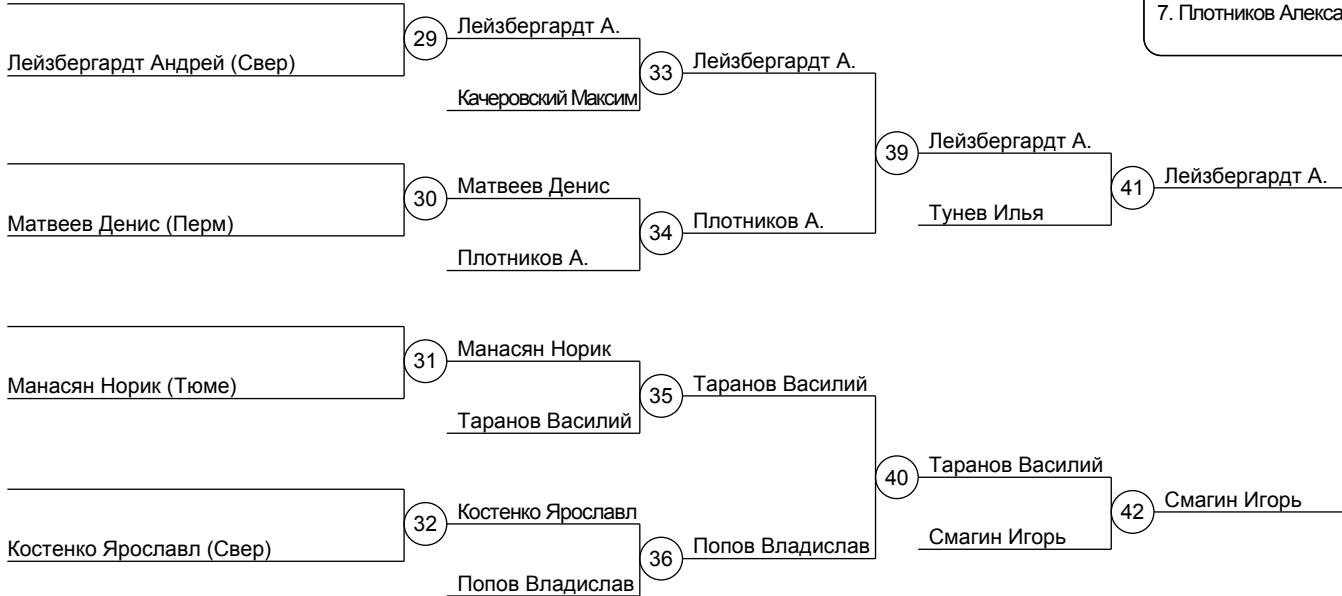 7. Плотников Алекса
29
Лейзбергардт А.
Лейзбергардт Андрей (Свер)
33
Лейзбергардт А.
Качеровский Максим
39
Лейзбергардт А.
30
Матвеев Денис
41
Лейзбергардт А.
Матвеев Денис (Перм)
34
Плотников А.
Тунев Илья
Плотников А.
31
Манасян Норик
Манасян Норик (Тюме)
35
Таранов Василий
Таранов Василий
40
Таранов Василий
32
Костенко Ярославл
42
Смагин Игорь
Костенко Ярославл (Свер)
36
Попов Владислав
Смагин Игорь
Попов Владислав